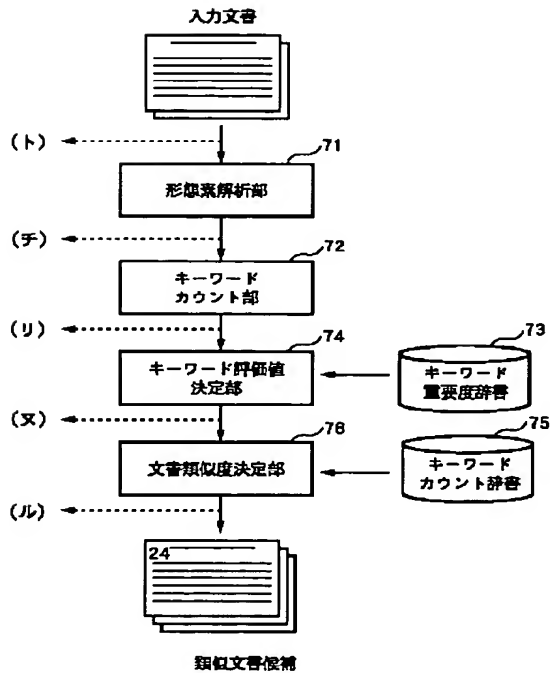 入力文書
(ト)
71
形態素解析部
(チ)
72
キーワード
カウント部
(リ)
74
73
キーワード評価値
決定部
キーワード
重要度辞書
(ヌ)
76
75
文書類似度決定部
キーワード
カウント辞書
(ル)
24
類似文書候補